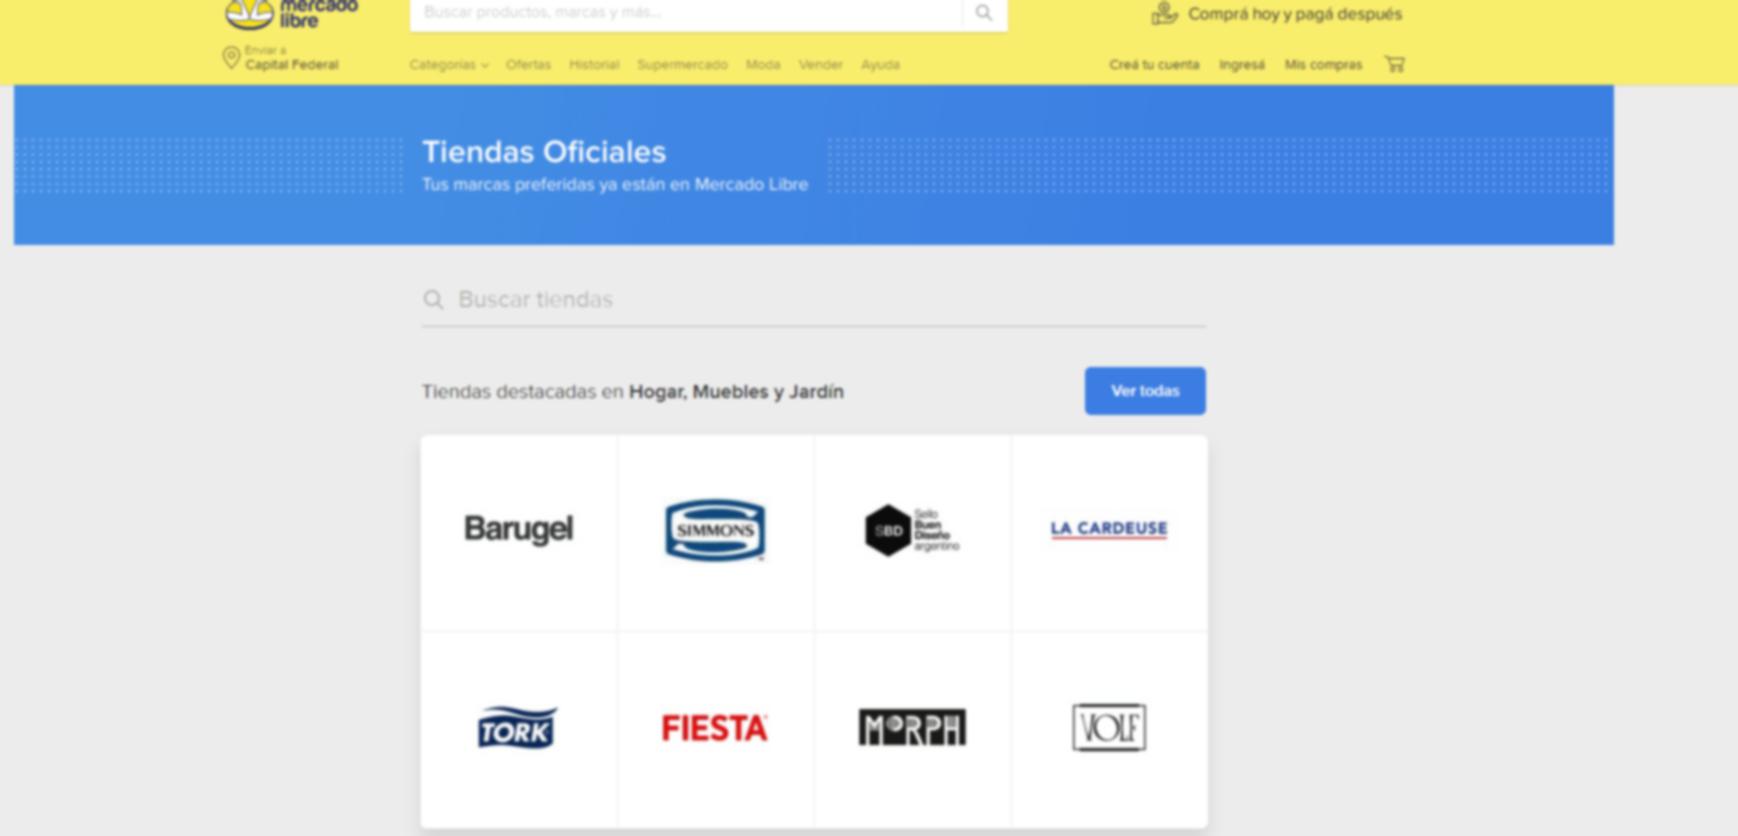 mercado
libre
Buscar productos, marcas y más...
Comprá hoy y pagá después
Enviar a
Capital Federal
Categorías Ofertas Historial Supermercado Moda Vender Ayuda
Creá tu cuenta Ingresá Mis compras
Tiendas Oficiales
Tus marcas preferidas ya están en Mercado Libre
Buscar tiendas
Tiendas destacadas en Hogar, Muebles y Jardín
Ver todas
Barugel
SIMMONS
SBD
Sello
Buen
Diseño
argentino
LA CARDEUSE
TORK
FIESTA
MORPH
VOLF